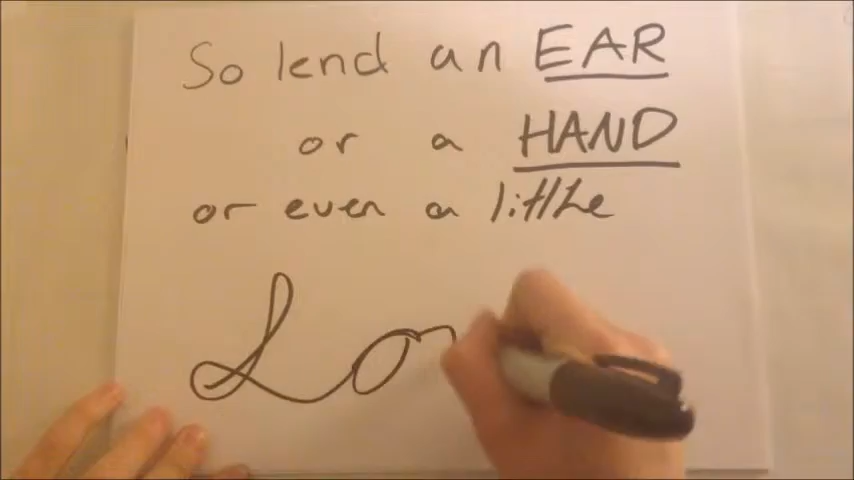 So lend an EAR
or a HAND
or even a little
Lo